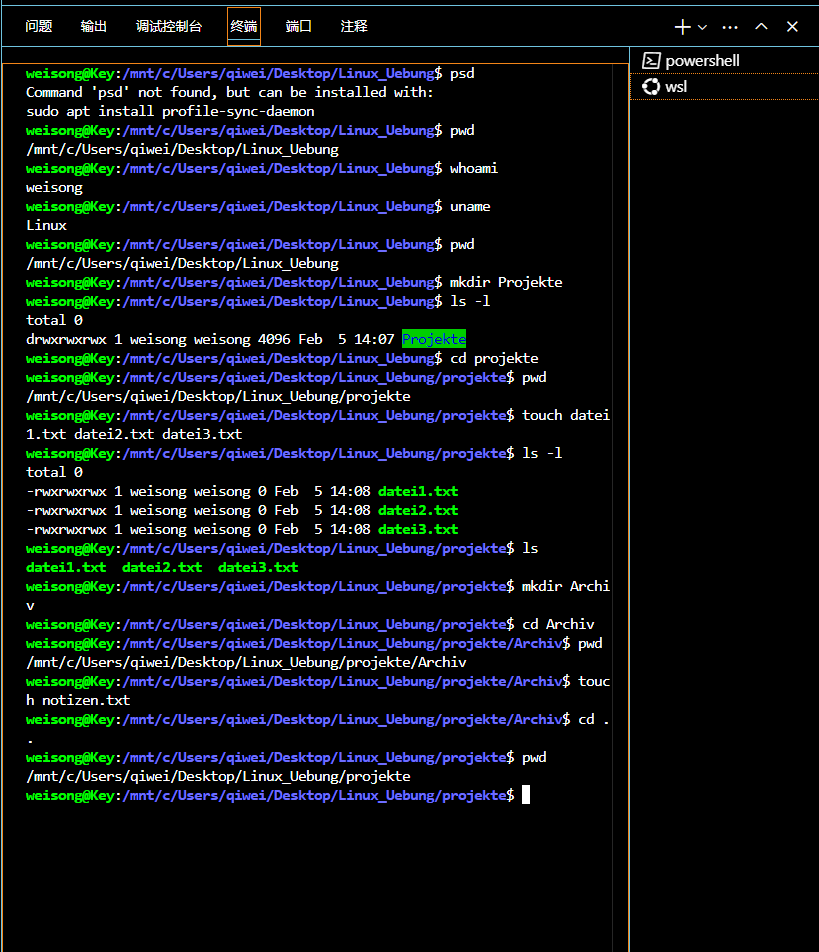 问题 输出 调试控制台 终端 端口 注释
powershell
wsl
weisong@Key:/mnt/c/Users/qiwei/Desktop/Linux_Uebung$ psd
Command 'psd' not found, but can be installed with:
sudo apt install profile-sync-daemon
weisong@Key:/mnt/c/Users/qiwei/Desktop/Linux_Uebung$ pwd
/mnt/c/Users/qiwei/Desktop/Linux_Uebung
weisong@Key:/mnt/c/Users/qiwei/Desktop/Linux_Uebung$ whoami
weisong
weisong@Key:/mnt/c/Users/qiwei/Desktop/Linux_Uebung$ uname
Linux
weisong@Key:/mnt/c/Users/qiwei/Desktop/Linux_Uebung$ pwd
/mnt/c/Users/qiwei/Desktop/Linux_Uebung
weisong@Key:/mnt/c/Users/qiwei/Desktop/Linux_Uebung$ mkdir Projekte
weisong@Key:/mnt/c/Users/qiwei/Desktop/Linux_Uebung$ ls -l
total 0
drwxrwxrwx 1 weisong weisong 4096 Feb  5 14:07 Projekte
weisong@Key:/mnt/c/Users/qiwei/Desktop/Linux_Uebung$ cd projekte
weisong@Key:/mnt/c/Users/qiwei/Desktop/Linux_Uebung/projekte$ pwd
/mnt/c/Users/qiwei/Desktop/Linux_Uebung/projekte
weisong@Key:/mnt/c/Users/qiwei/Desktop/Linux_Uebung/projekte$ touch datei
1.txt datei2.txt datei3.txt
weisong@Key:/mnt/c/Users/qiwei/Desktop/Linux_Uebung/projekte$ ls -l
total 0
-rwxrwxrwx 1 weisong weisong 0 Feb  5 14:08 datei1.txt
-rwxrwxrwx 1 weisong weisong 0 Feb  5 14:08 datei2.txt
-rwxrwxrwx 1 weisong weisong 0 Feb  5 14:08 datei3.txt
weisong@Key:/mnt/c/Users/qiwei/Desktop/Linux_Uebung/projekte$ ls
datei1.txt  datei2.txt  datei3.txt
weisong@Key:/mnt/c/Users/qiwei/Desktop/Linux_Uebung/projekte$ mkdir Archi
v
weisong@Key:/mnt/c/Users/qiwei/Desktop/Linux_Uebung/projekte$ cd Archiv
weisong@Key:/mnt/c/Users/qiwei/Desktop/Linux_Uebung/projekte/Archiv$ pwd
/mnt/c/Users/qiwei/Desktop/Linux_Uebung/projekte/Archiv
weisong@Key:/mnt/c/Users/qiwei/Desktop/Linux_Uebung/projekte/Archiv$ touc
h notizen.txt
weisong@Key:/mnt/c/Users/qiwei/Desktop/Linux_Uebung/projekte/Archiv$ cd .
.
weisong@Key:/mnt/c/Users/qiwei/Desktop/Linux_Uebung/projekte$ pwd
/mnt/c/Users/qiwei/Desktop/Linux_Uebung/projekte
weisong@Key:/mnt/c/Users/qiwei/Desktop/Linux_Uebung/projekte$